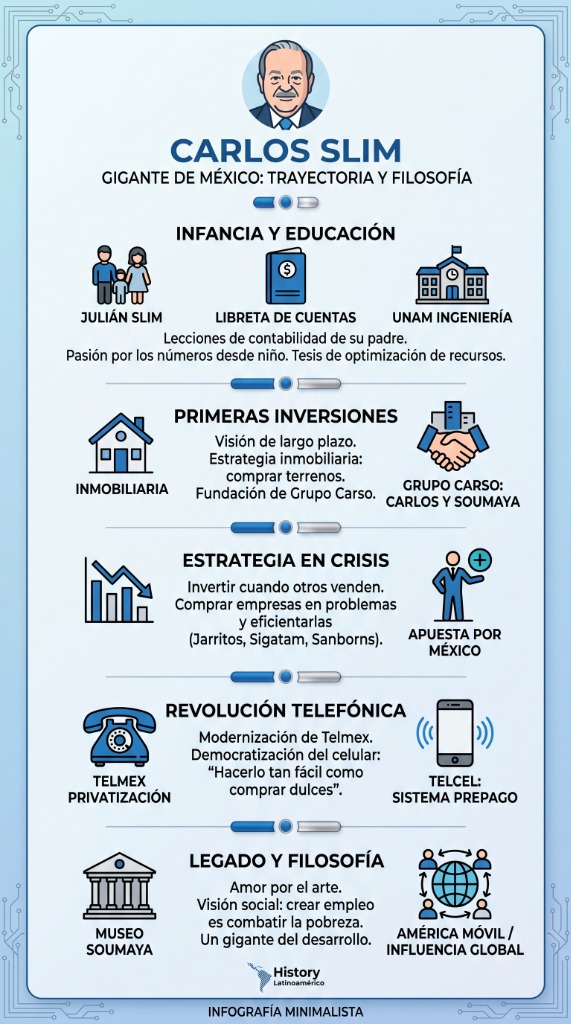 CARLOS SLIM
GIGANTE DE MÉXICO: TRAYECTORIA Y FILOSOFÍA
INFANCIA Y EDUCACIÓN
$
JULIÁN SLIM
LIBRETA DE CUENTAS
UNAM INGENIERÍA
Lecciones de contabilidad de su padre.
Pasión por los números desde niño. Tesis de optimización de recursos.
PRIMERAS INVERSIONES
INMOBILIARIA
Visión de largo plazo.
Estrategia inmobiliaria:
comprar terrenos.
Fundación de Grupo Carso.
GRUPO CARSO:
CARLOS Y SOUMAYA
ESTRATEGIA EN CRISIS
Invertir cuando otros venden.
Comprar empresas en problemas
y eficientarlas
(Jarritos, Sigatam, Sanborns).
APUESTA POR
MÉXICO
REVOLUCIÓN TELEFÓNICA
TELMEX
PRIVATIZACIÓN
Modernización de Telmex.
Democratización del celular:
“Hacerlo tan fácil como
comprar dulces”.
TELCEL:
SISTEMA PREPAGO
LEGADO Y FILOSOFÍA
MUSEO
SOUMAYA
Amor por el arte.
Visión social: crear empleo
es combatir la pobreza.
Un gigante del desarrollo.
AMÉRICA MÓVIL /
INFLUENCIA GLOBAL
History
Latinoamérico
INFOGRAFÍA MINIMALISTA